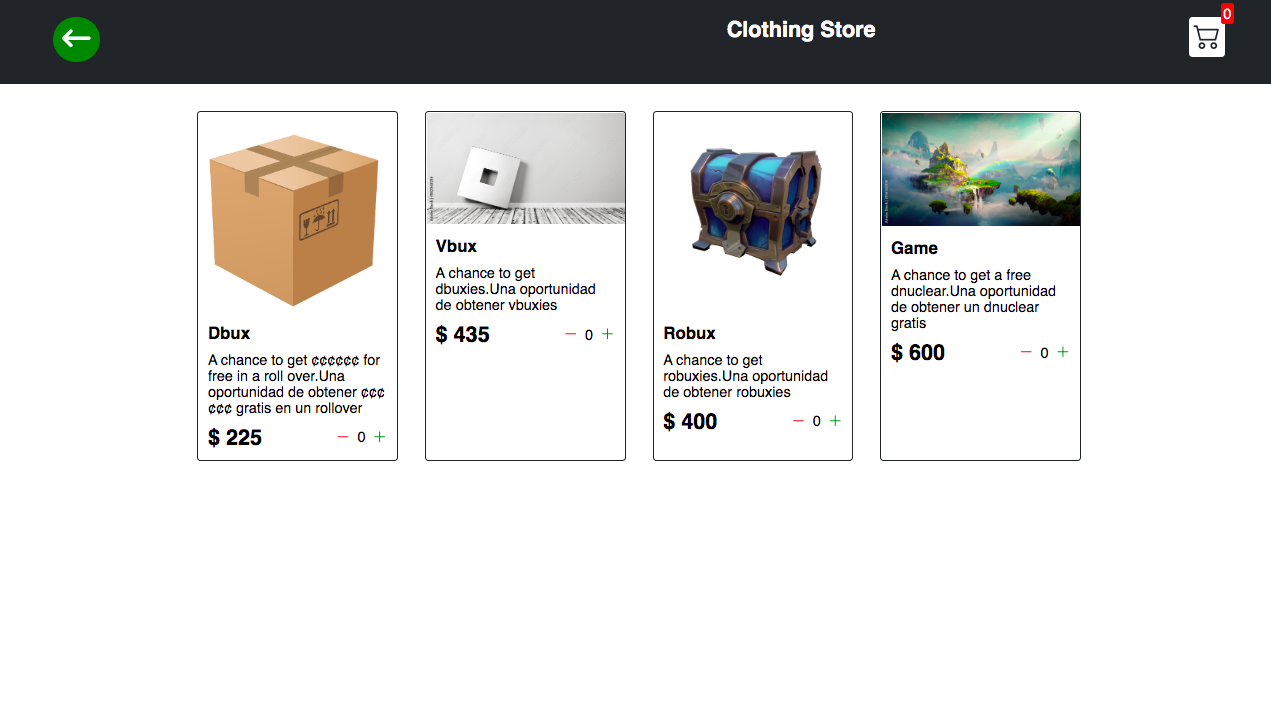 Clothing Store
0
Dbux
A chance to get ¢¢¢¢¢¢ for
free in a roll over.Una
oportunidad de obtener ¢¢¢
¢¢¢ gratis en un rollover
$ 225
0
Vbux
A chance to get
dbuxies.Una oportunidad
de obtener vbuxies
$ 435
0
Robux
A chance to get
robuxies.Una oportunidad
de obtener robuxies
$ 400
0
Game
A chance to get a free
dnuclear.Una oportunidad
de obtener un dnuclear
gratis
$ 600
0